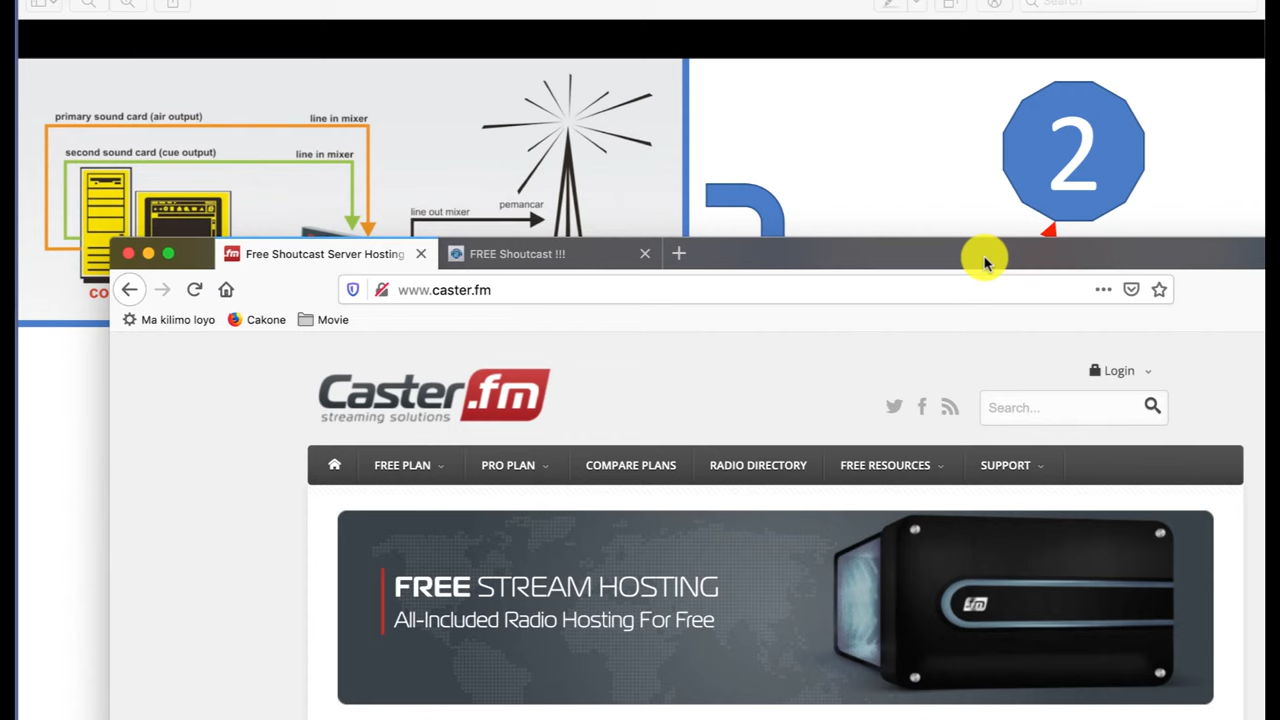 Search
primary sound card (air output)
line in mixer
second sound card (cue output)
line in mixer
pemancar
line out mixer
2
CO
.fm Free Shoutcast Server Hosting
FREE Shoutcast !!!
www.caster.fm
Ma kilimo loyo
Cakone
Movie
Caster.fm
streaming solutions
Login
Search...
FREE PLAN
PRO PLAN
COMPARE PLANS
RADIO DIRECTORY
FREE RESOURCES
SUPPORT
FREE STREAM HOSTING
All-Included Radio Hosting For Free
.fm